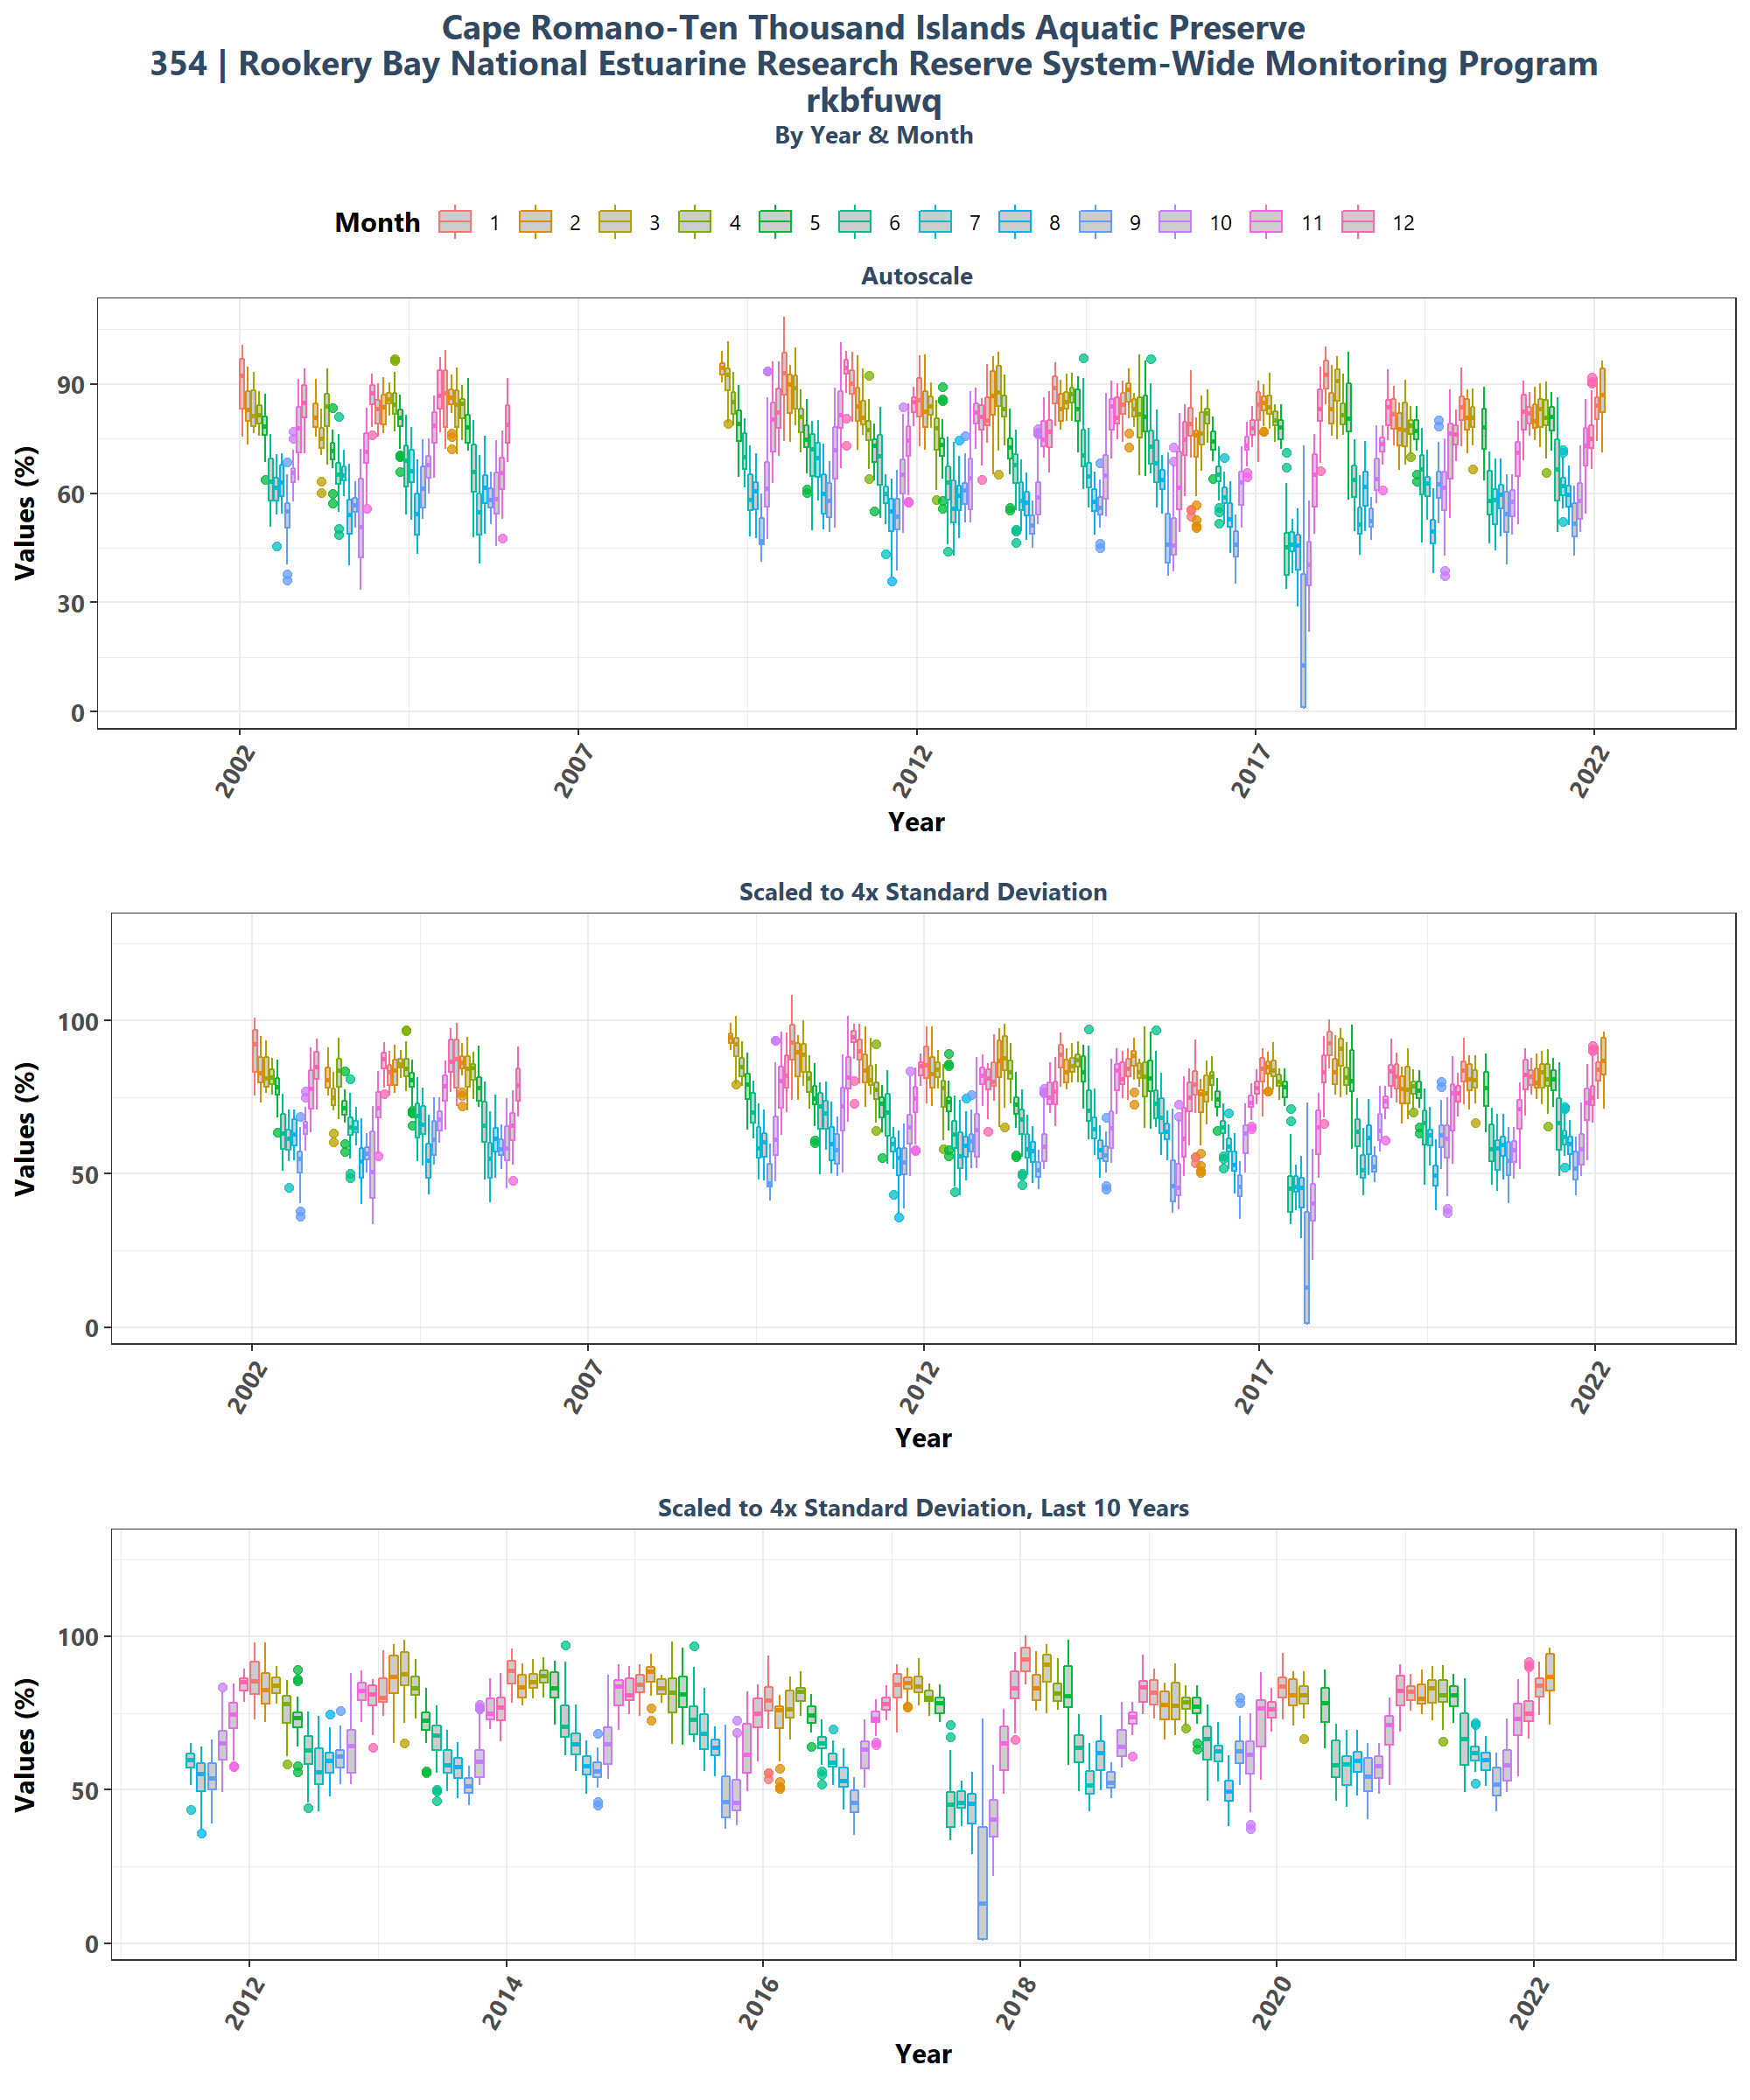 Cape Romano-Ten Thousand Islands Aquatic Preserve
354 | Rookery Bay National Estuarine Research Reserve System-Wide Monitoring Program
rkbfuwq
By Year & Month
Month 1 2 3 4 5 6 7 8 9 10 11 12
Autoscale
Values (%)
90
60
30
0
2002 2007 2012 2017 2022
Year
Scaled to 4x Standard Deviation
Values (%)
100
50
0
2002 2007 2012 2017 2022
Year
Scaled to 4x Standard Deviation, Last 10 Years
Values (%)
100
50
0
2012 2014 2016 2018 2020 2022
Year